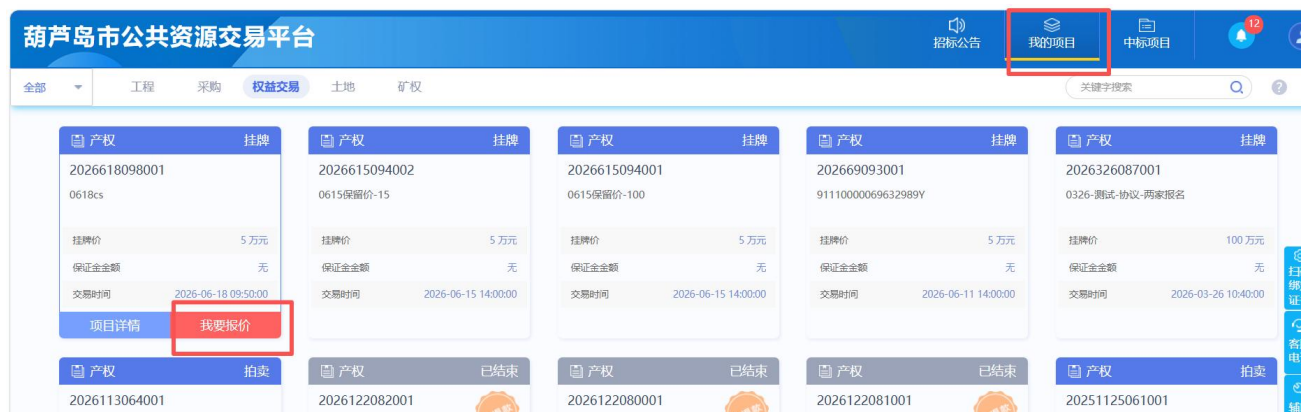 葫芦岛市公共资源交易平台
招标公告 我的项目 中标项目 12
全部 工程 采购 权益交易 土地 矿权 关键字搜索
产权 挂牌 产权 挂牌 产权 挂牌 产权 挂牌 产权 挂牌
2026618098001 2026615094002 2026615094001 202669093001 2026326087001
0618cs 0615保留价-15 0615保留价-100 91110000069632989Y 0326-测试-协议-两家报名
挂牌价 5 万元 挂牌价 5 万元 挂牌价 5 万元 挂牌价 5 万元 挂牌价 100 万元
保证金金额 无 保证金金额 无 保证金金额 无 保证金金额 无 保证金金额 无
交易时间 2026-06-18 09:50:00 交易时间 2026-06-15 14:00:00 交易时间 2026-06-15 14:00:00 交易时间 2026-06-11 14:00:00 交易时间 2026-03-26 10:40:00
项目详情 我要报价
产权 拍卖 产权 已结束 产权 已结束 产权 已结束 产权 拍卖
2026113064001 2026122082001 2026122080001 2026122081001 20251125061001